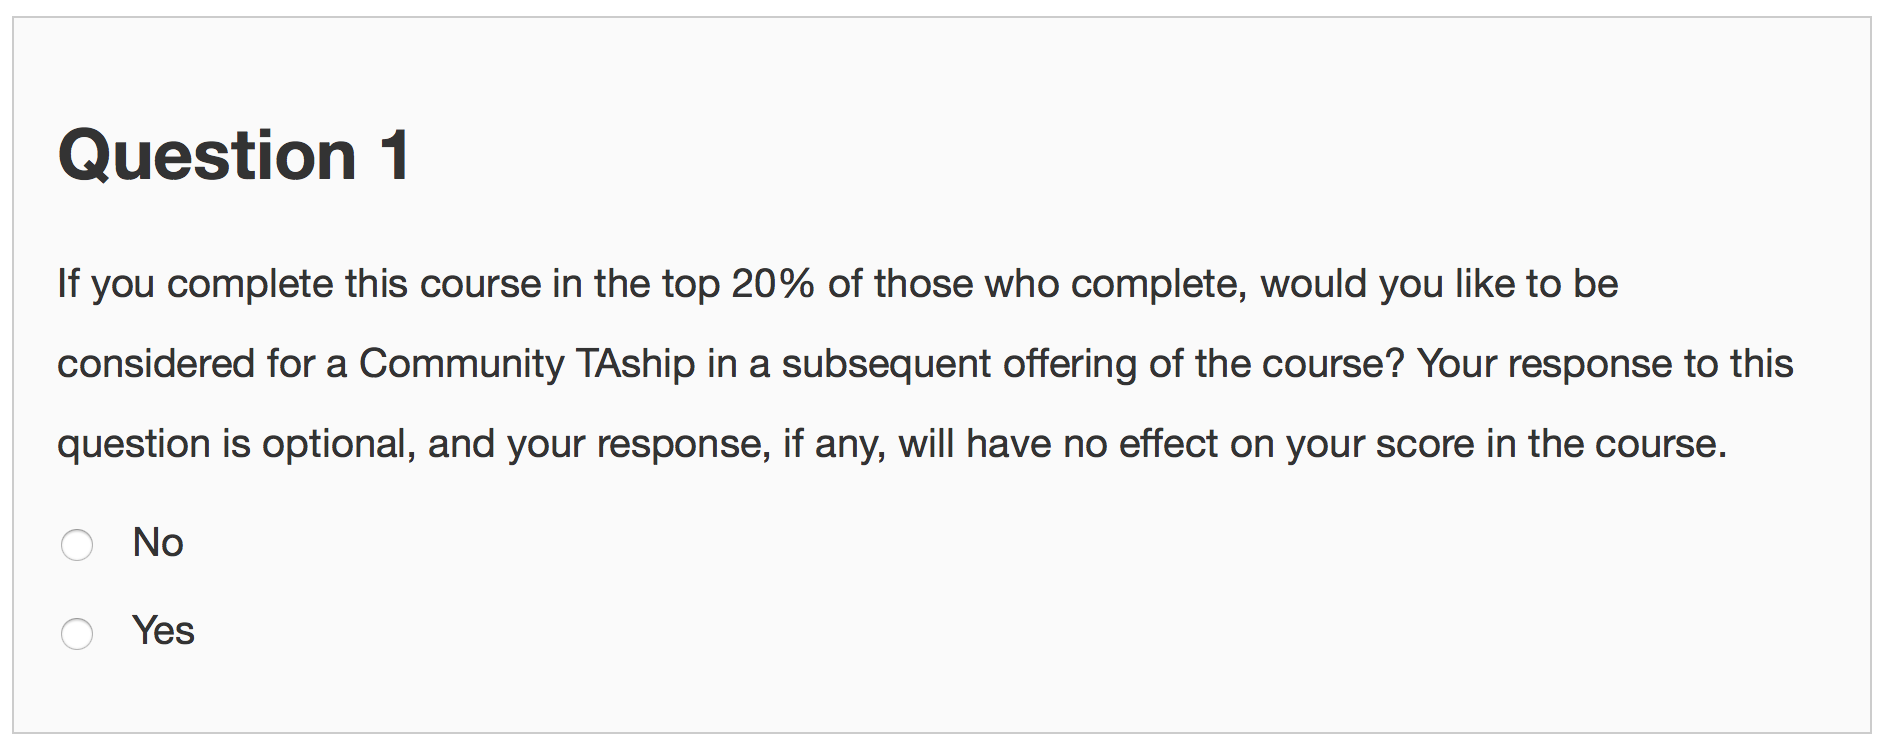 Question 1
If you complete this course in the top 20% of those who complete, would you like to be
considered for a Community TAship in a subsequent offering of the course? Your response to this
question is optional, and your response, if any, will have no effect on your score in the course.
No
Yes